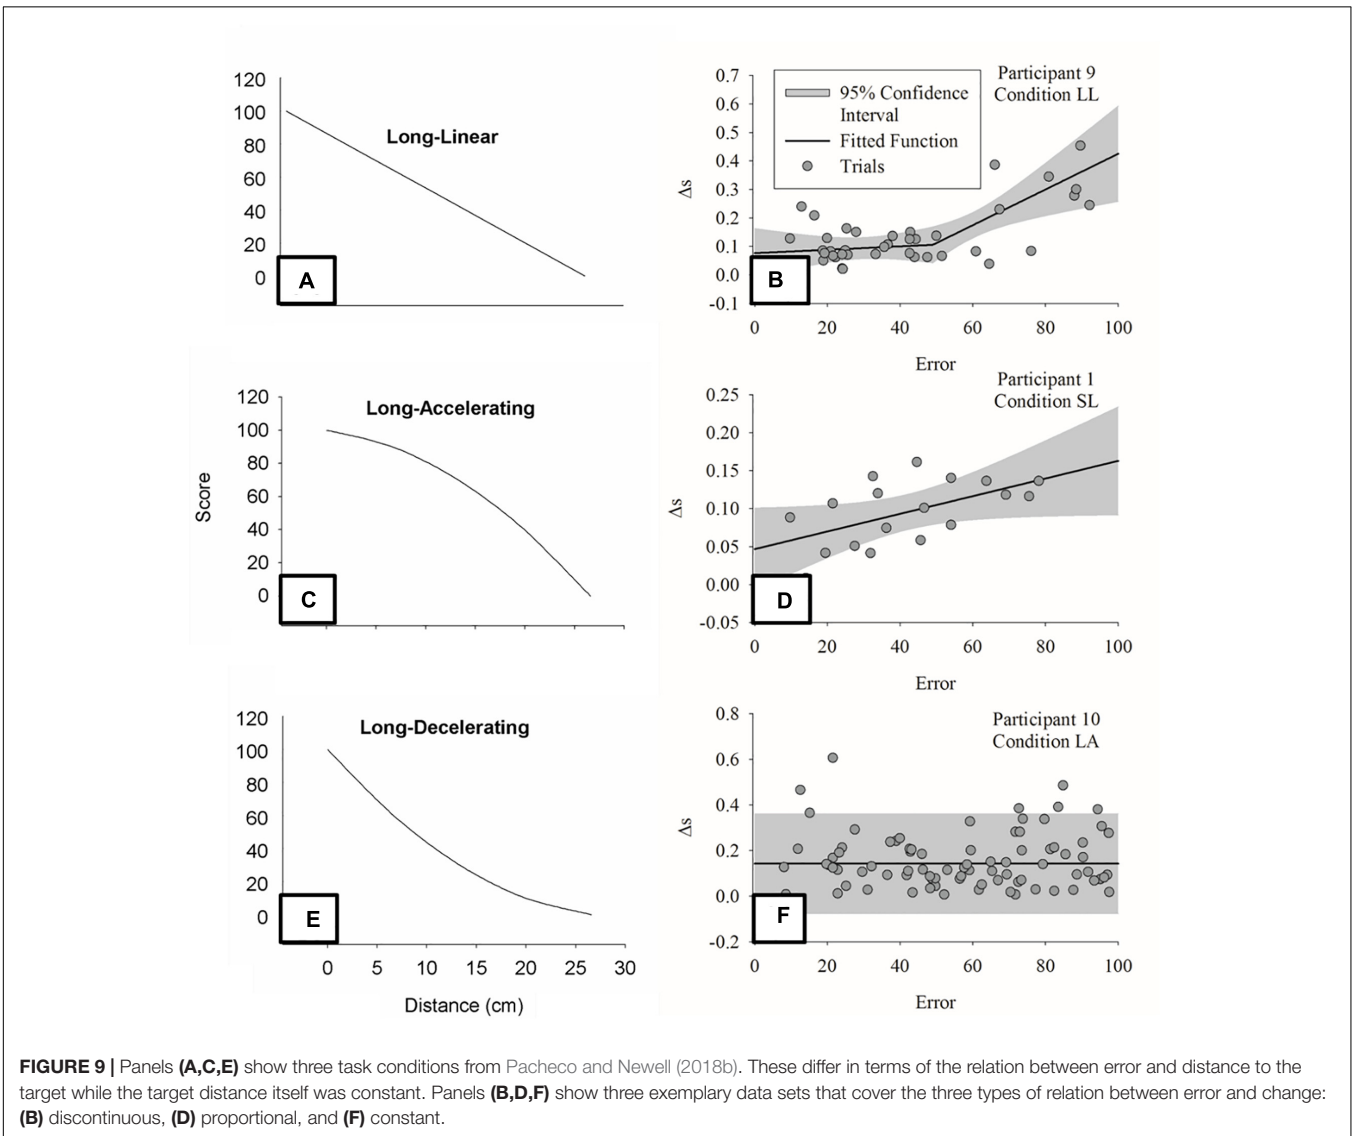 120
100
80
60
40
20
0
Long-Linear
A
0.7
0.6
0.5
0.4
0.3
0.2
0.1
0.0
-0.1
Δs
95% Confidence
Interval
Fitted Function
Trials
Participant 9
Condition LL
B
0 20 40 60 80 100
Error
Score
120
100
80
60
40
20
0
Long-Accelerating
C
0.25
0.20
0.15
0.10
0.05
0.00
-0.05
Δs
Participant 1
Condition SL
D
0 20 40 60 80 100
Error
120
100
80
60
40
20
0
Long-Decelerating
E
0 5 10 15 20 25 30
Distance (cm)
0.8
0.6
0.4
0.2
0.0
-0.2
Δs
Participant 10
Condition LA
F
0 20 40 60 80 100
Error
FIGURE 9 | Panels (A,C,E) show three task conditions from Pacheco and Newell (2018b). These differ in terms of the relation between error and distance to the
target while the target distance itself was constant. Panels (B,D,F) show three exemplary data sets that cover the three types of relation between error and change:
(B) discontinuous, (D) proportional, and (F) constant.